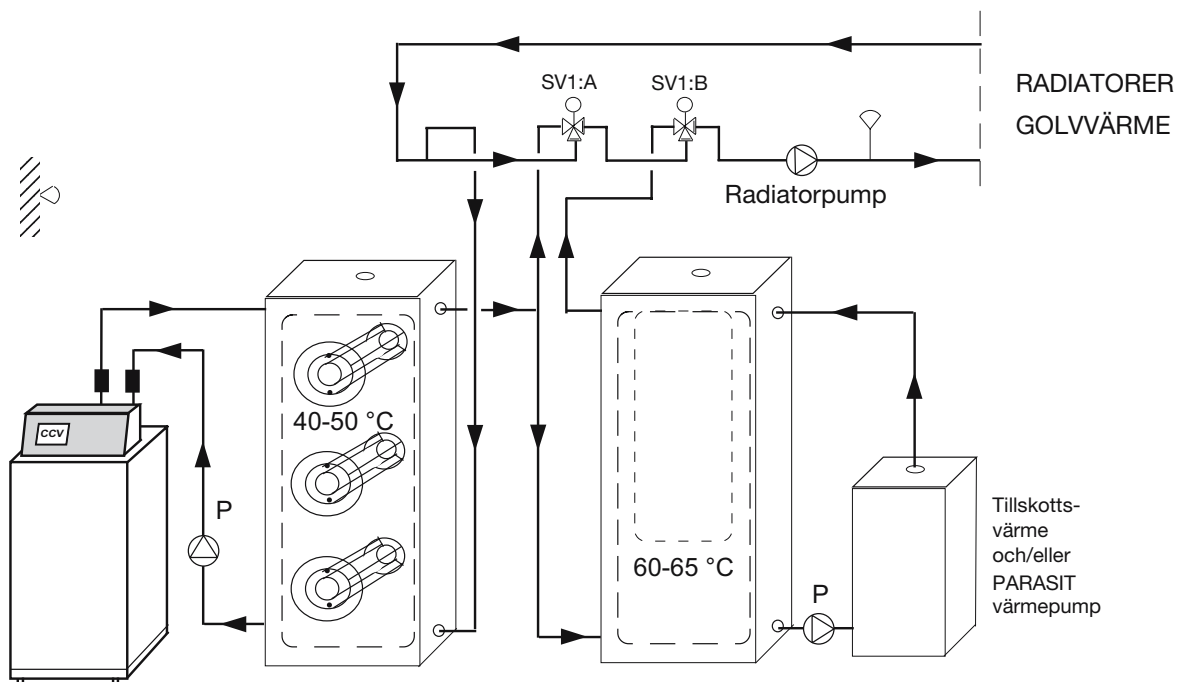 SV1:A
SV1:B
RADIATORER
GOLVVÄRME
Radiatorpump
CCV
P
40-50 °C
60-65 °C
P
Tillskotts-
värme
och/eller
PARASIT
värmepump